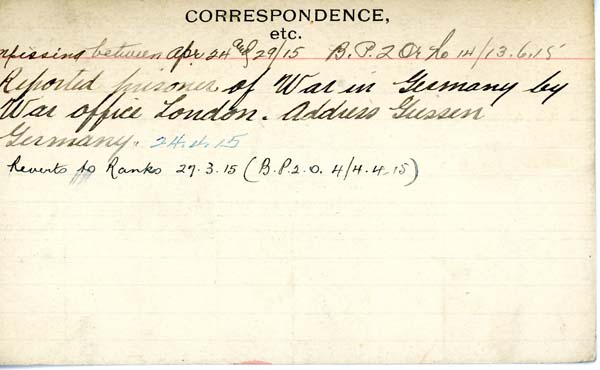 CORRESPONDENCE,
etc.
Missing between Apr 24 and 29/15 B.P. 2 Or No 14/13.6.15
Reported prisoner of War in Germany by
War office London. Address Giessen
Germany. 24.4.15
Reverts to Ranks 27.3.15 (B.P.2.O. 4/4.4.15)